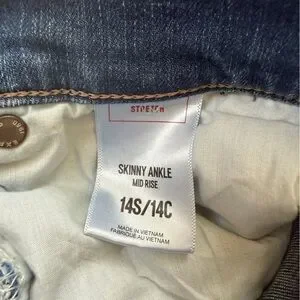 STRETCH
SKINNY ANKLE
MID RISE
14S/14C
MADE IN VIETNAM
FABRIQUÉ AU VIETNAM